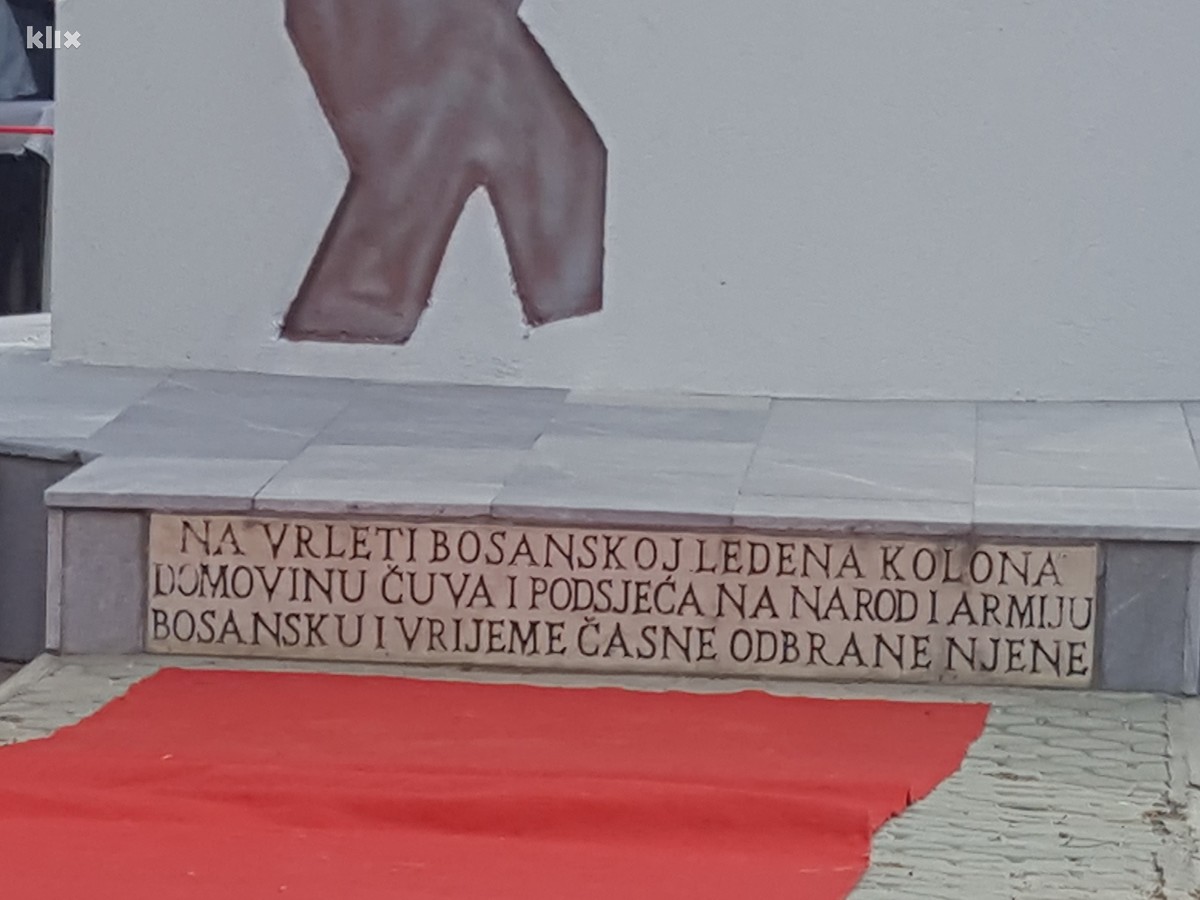 klix
NA VRLETI BOSANSKOJ LEDENA KOLONA
DOMOVINU ČUVA I PODSJEĆA NA NAROD I ARMIJU
BOSANSKU I VRIJEME ČASNE ODBRANE NJENE